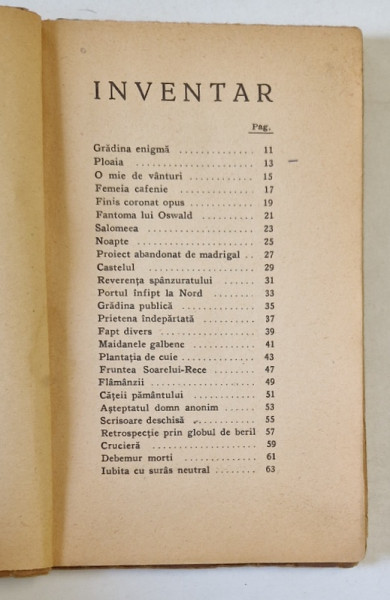 INVENTAR
Pag.
Grădina enigmă .............. 11
Ploaia ...................... 13
O mie de vânturi ............ 15
Femeia cafenie .............. 17
Finis coronat opus .......... 19
Fantoma lui Oswald .......... 21
Salomeea .................... 23
Noapte ...................... 25
Proiect abandonat de madrigal .. 27
Castelul .................... 29
Reverența spânzuratului ..... 31
Portul înfipt la Nord ....... 33
Grădina publică ............. 35
Prietena îndepărtată ........ 37
Fapt divers ................. 39
Maidanele galbene ........... 41
Plantația de cuie ........... 43
Fruntea Soarelui-Rece ....... 47
Flămânzii ................... 49
Cățeii pământului ........... 51
Așteptatul domn anonim ...... 53
Scrisoare deschisă .......... 55
Retrospecție prin globul de beril 57
Crucieră .................... 59
Debemur morti ............... 61
Iubita cu surâs neutral ..... 63